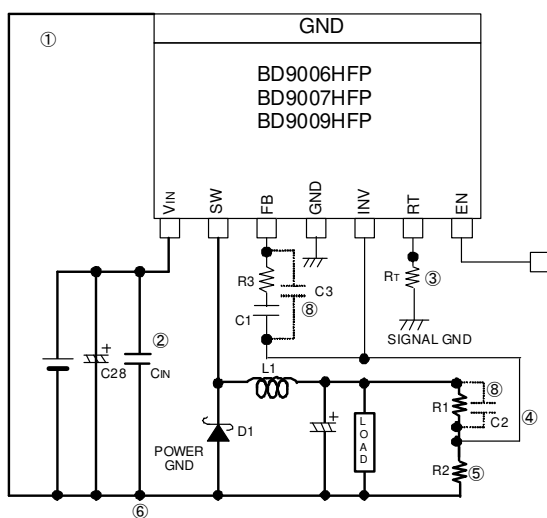 ①
GND
BD9006HFP
BD9007HFP
BD9009HFP
VIN
SW
FB
GND
INV
RT
EN
R3
C3
⑧
C1
RT
③
SIGNAL GND
②
C28
CIN
L1
⑧
R1
C2
④
D1
POWER
GND
LOAD
R2
⑤
⑥